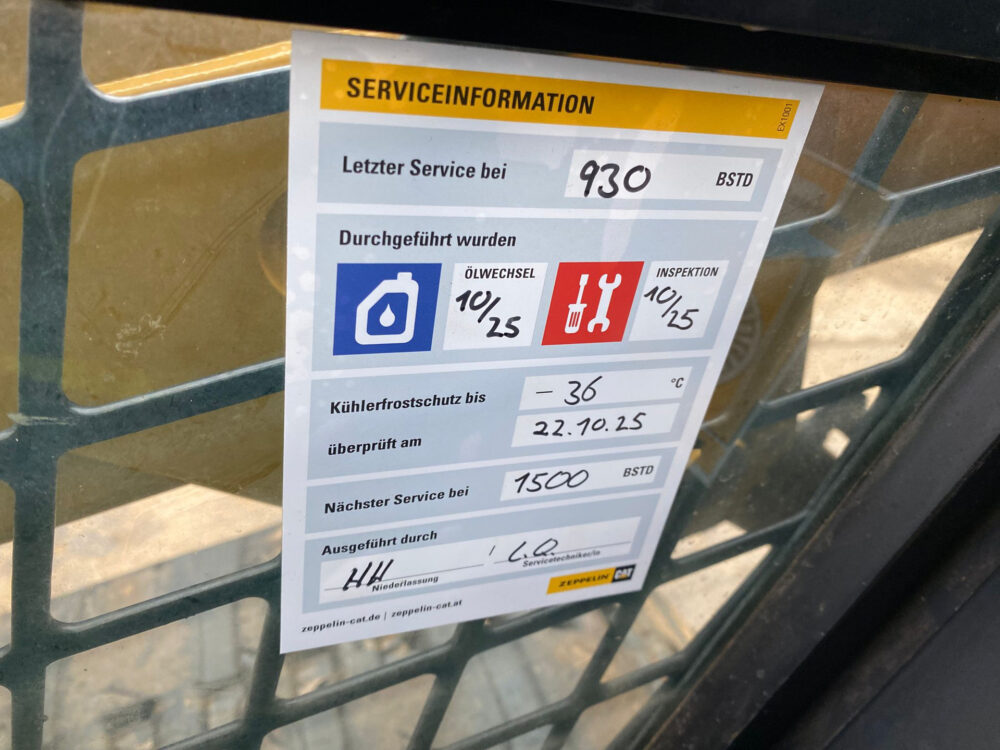 SERVICEINFORMATION
EX1001
Letzter Service bei 930 BSTD
Durchgeführt wurden
ÖLWECHSEL
10/25
INSPEKTION
10/25
Kühlerfrostschutz bis - 36 °C
überprüft am 22.10.25
Nächster Service bei 1500 BSTD
Ausgeführt durch
HH / L.Q.
Niederlassung Servicetechniker/in
ZEPPELIN CAT
zeppelin-cat.de | zeppelin-cat.at